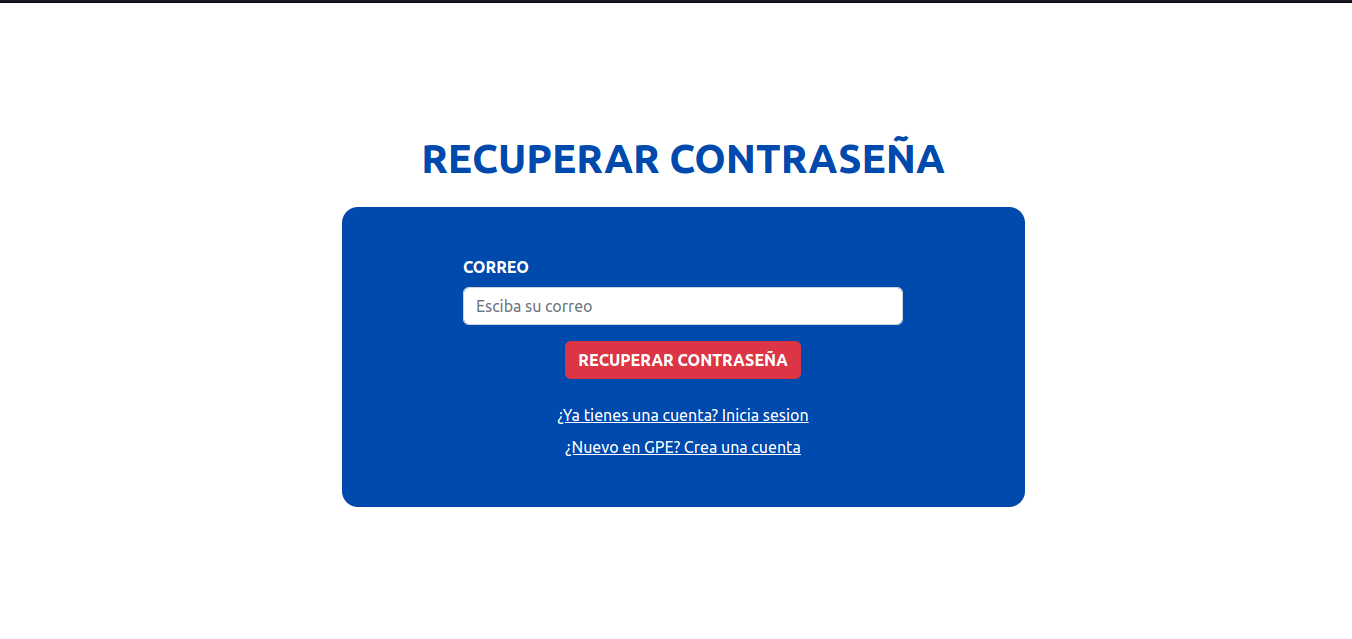 RECUPERAR CONTRASEÑA
CORREO
Esciba su correo
RECUPERAR CONTRASEÑA
¿Ya tienes una cuenta? Inicia sesion
¿Nuevo en GPE? Crea una cuenta